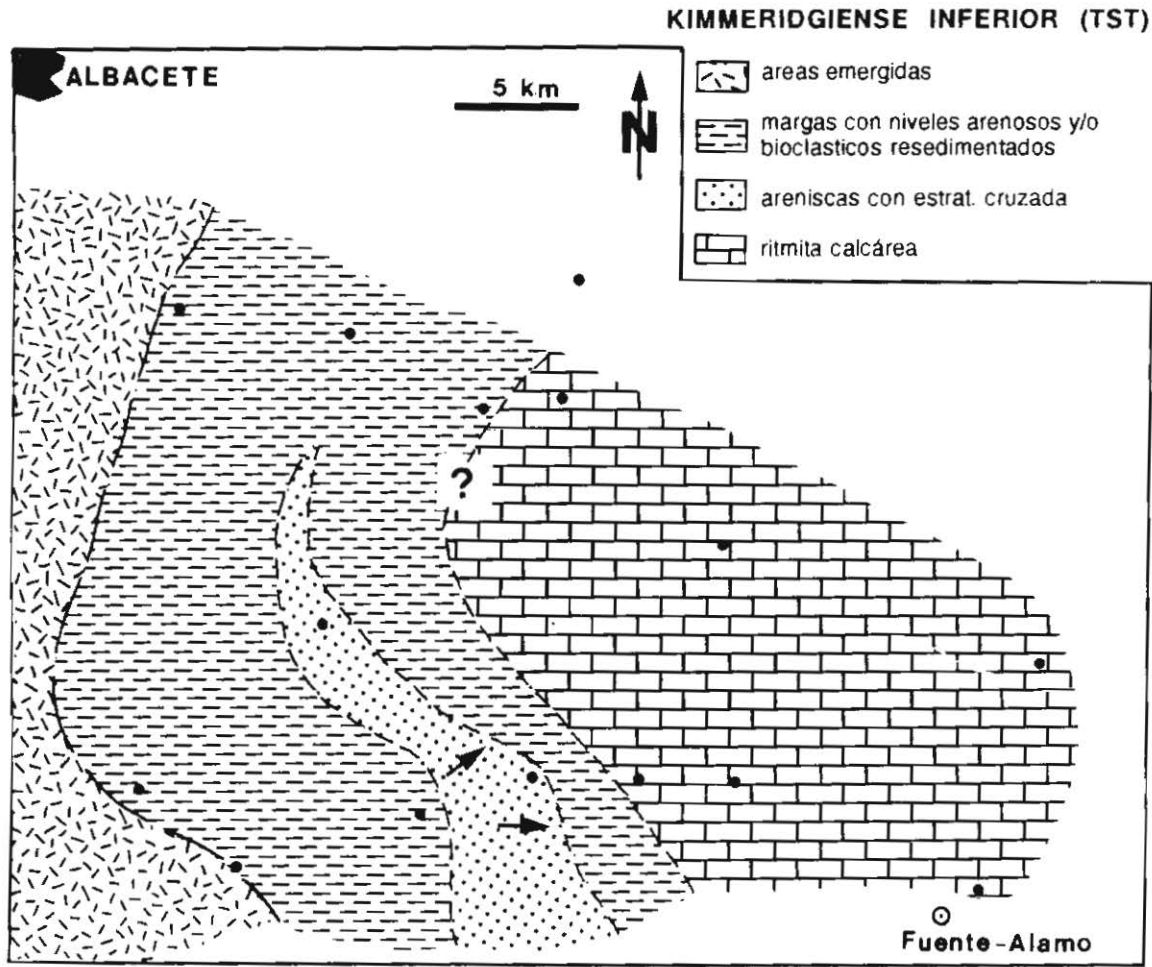 KIMMERIDGIENSE INFERIOR (TST)
ALBACETE
5 km
N
areas emergidas
margas con niveles arenosos y/o
bioclasticos resedimentados
areniscas con estrat. cruzada
ritmita calcárea
?
Fuente-Alamo